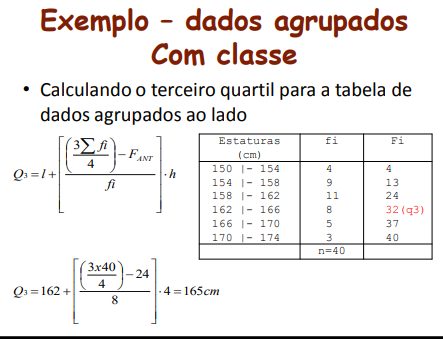 Exemplo – dados agrupados
Com classe
• Calculando o terceiro quartil para a tabela de
dados agrupados ao lado
Q3 = l + [((3∑fi / 4) − FANT) / fi] · h
Estaturas (cm) fi Fi
150 |- 154 4 4
154 |- 158 9 13
158 |- 162 11 24
162 |- 166 8 32(q3)
166 |- 170 5 37
170 |- 174 3 40
n=40
Q3 = 162 + [((3x40 / 4) − 24) / 8] · 4 = 165cm